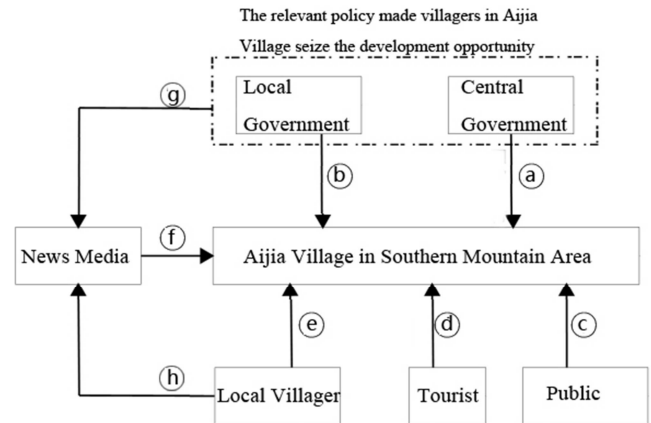 The relevant policy made villagers in Aijia
Village seize the development opportunity
Local
Government
Central
Government
g
b
a
News Media
f
Aijia Village in Southern Mountain Area
e
d
c
h
Local Villager
Tourist
Public